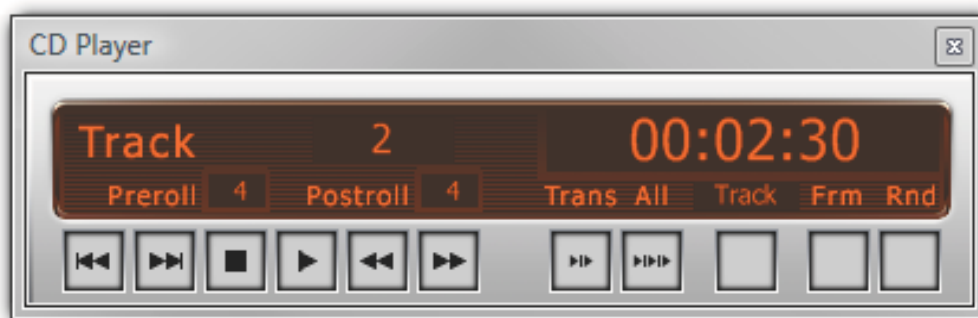 CD Player
Track 2 00:02:30
Preroll 4 Postroll 4 Trans All Track Frm Rnd